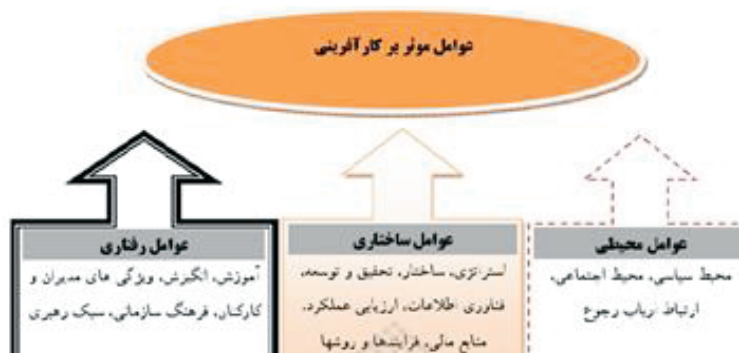 عوامل موثر بر کارآفرینی
عوامل محیطی
محیط سیاسی، محیط اجتماعی،
ارتباط ارباب رجوع
عوامل ساختاری
استراتژی، ساختار، تحقیق و توسعه،
فناوری اطلاعات، ارزیابی عملکرد،
منابع مالی، فرآیندها و روشها
عوامل رفتاری
آموزش، انگیزش، ویژگی های مدیران و
کارکنان، فرهنگ سازمانی، سبک رهبری